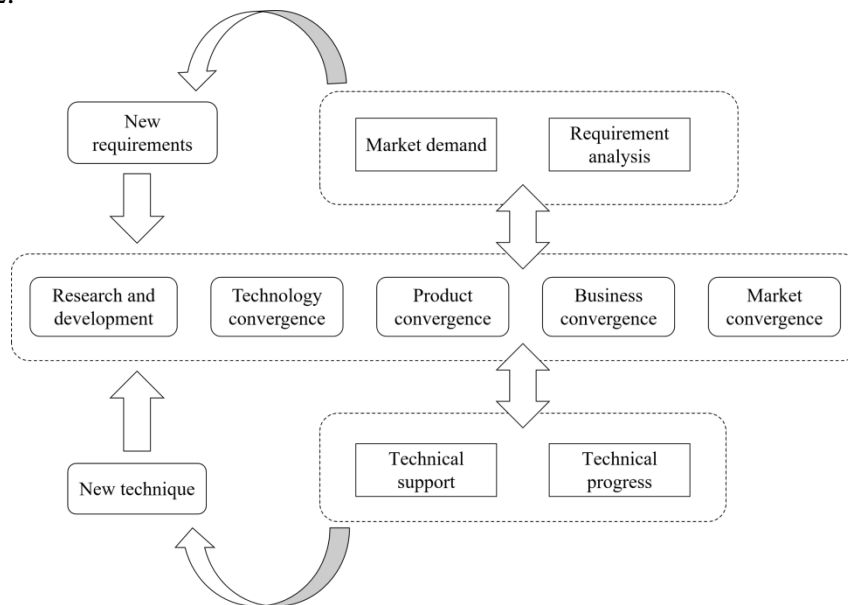 New
requirements
Market demand
Requirement
analysis
Research and
development
Technology
convergence
Product
convergence
Business
convergence
Market
convergence
New technique
Technical
support
Technical
progress